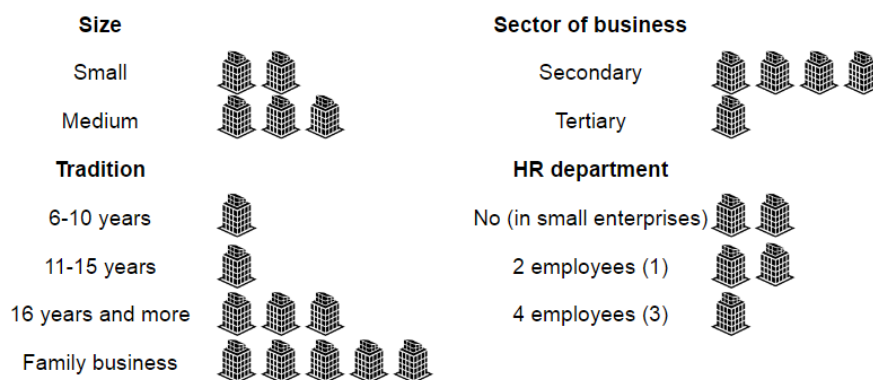 Size
Small
Medium
Tradition
6-10 years
11-15 years
16 years and more
Family business
Sector of business
Secondary
Tertiary
HR department
No (in small enterprises)
2 employees (1)
4 employees (3)